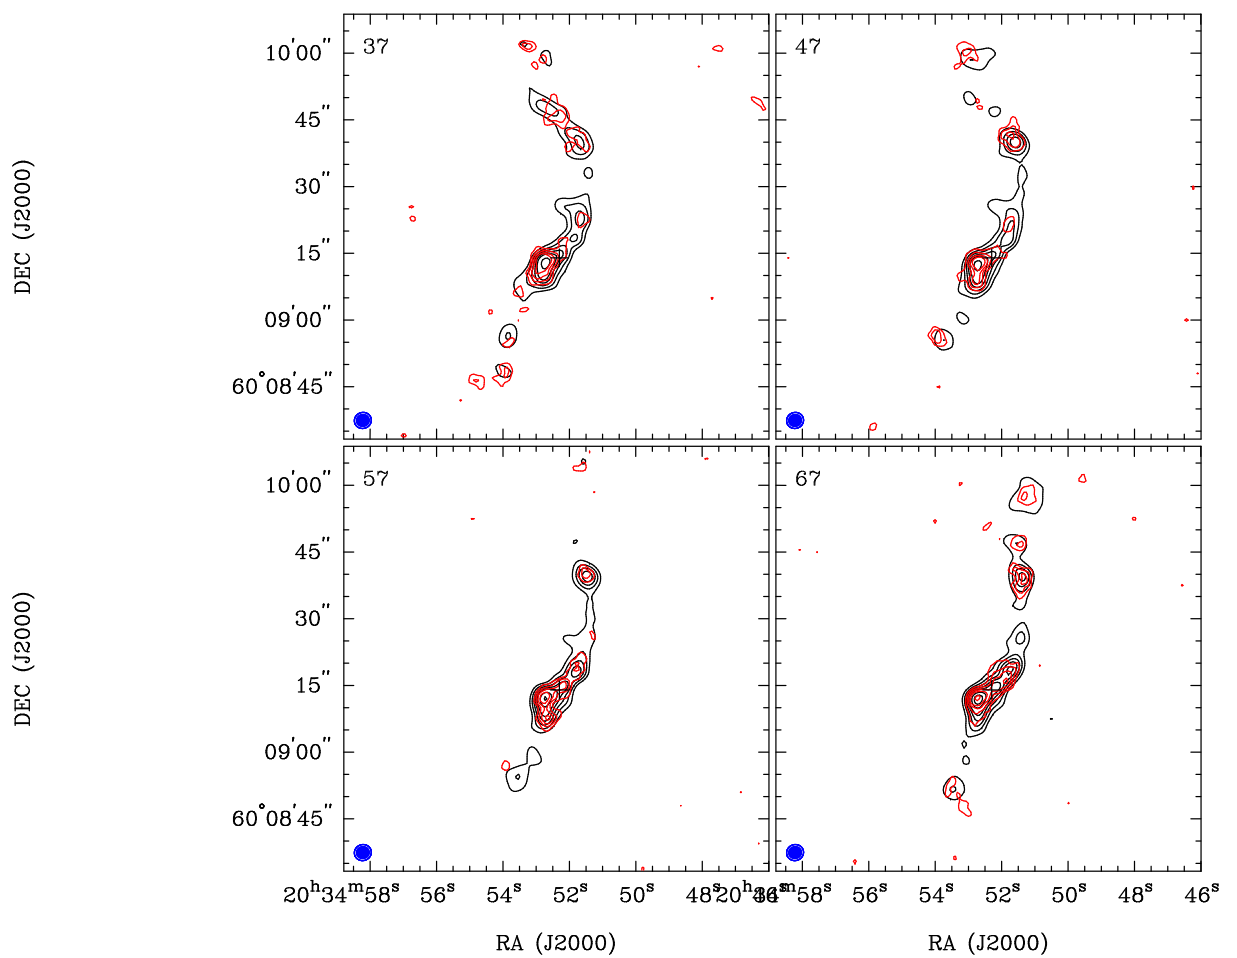 37
47
10'00"
45"
30"
15"
09'00"
60°08'45"
DEC (J2000)
57
67
10'00"
45"
30"
15"
09'00"
60°08'45"
DEC (J2000)
20ʰ34ᵐ58ˢ 56ˢ 54ˢ 52ˢ 50ˢ 48ˢ
56ˢ 54ˢ 52ˢ 50ˢ 48ˢ 46ˢ
RA (J2000)
RA (J2000)